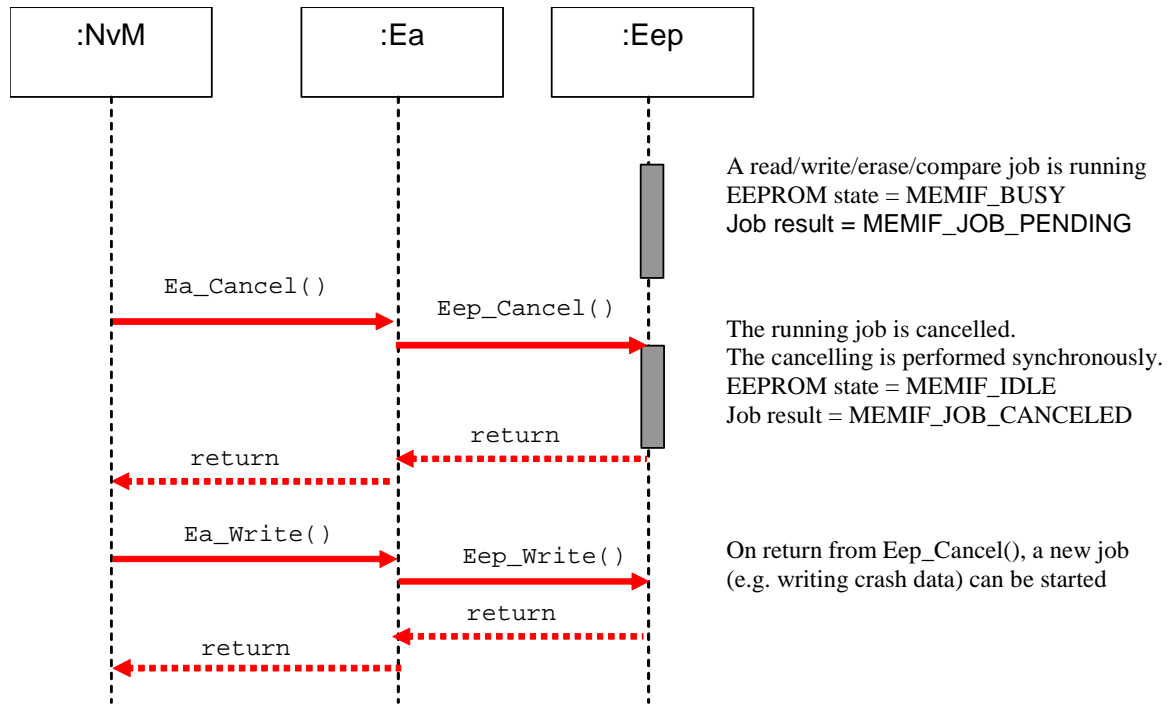 :NvM
:Ea
:Eep
A read/write/erase/compare job is running
EEPROM state = MEMIF_BUSY
Job result = MEMIF_JOB_PENDING
Ea_Cancel()
Eep_Cancel()
The running job is cancelled.
The cancelling is performed synchronously.
EEPROM state = MEMIF_IDLE
Job result = MEMIF_JOB_CANCELED
return
return
Ea_Write()
Eep_Write()
On return from Eep_Cancel(), a new job
(e.g. writing crash data) can be started
return
return